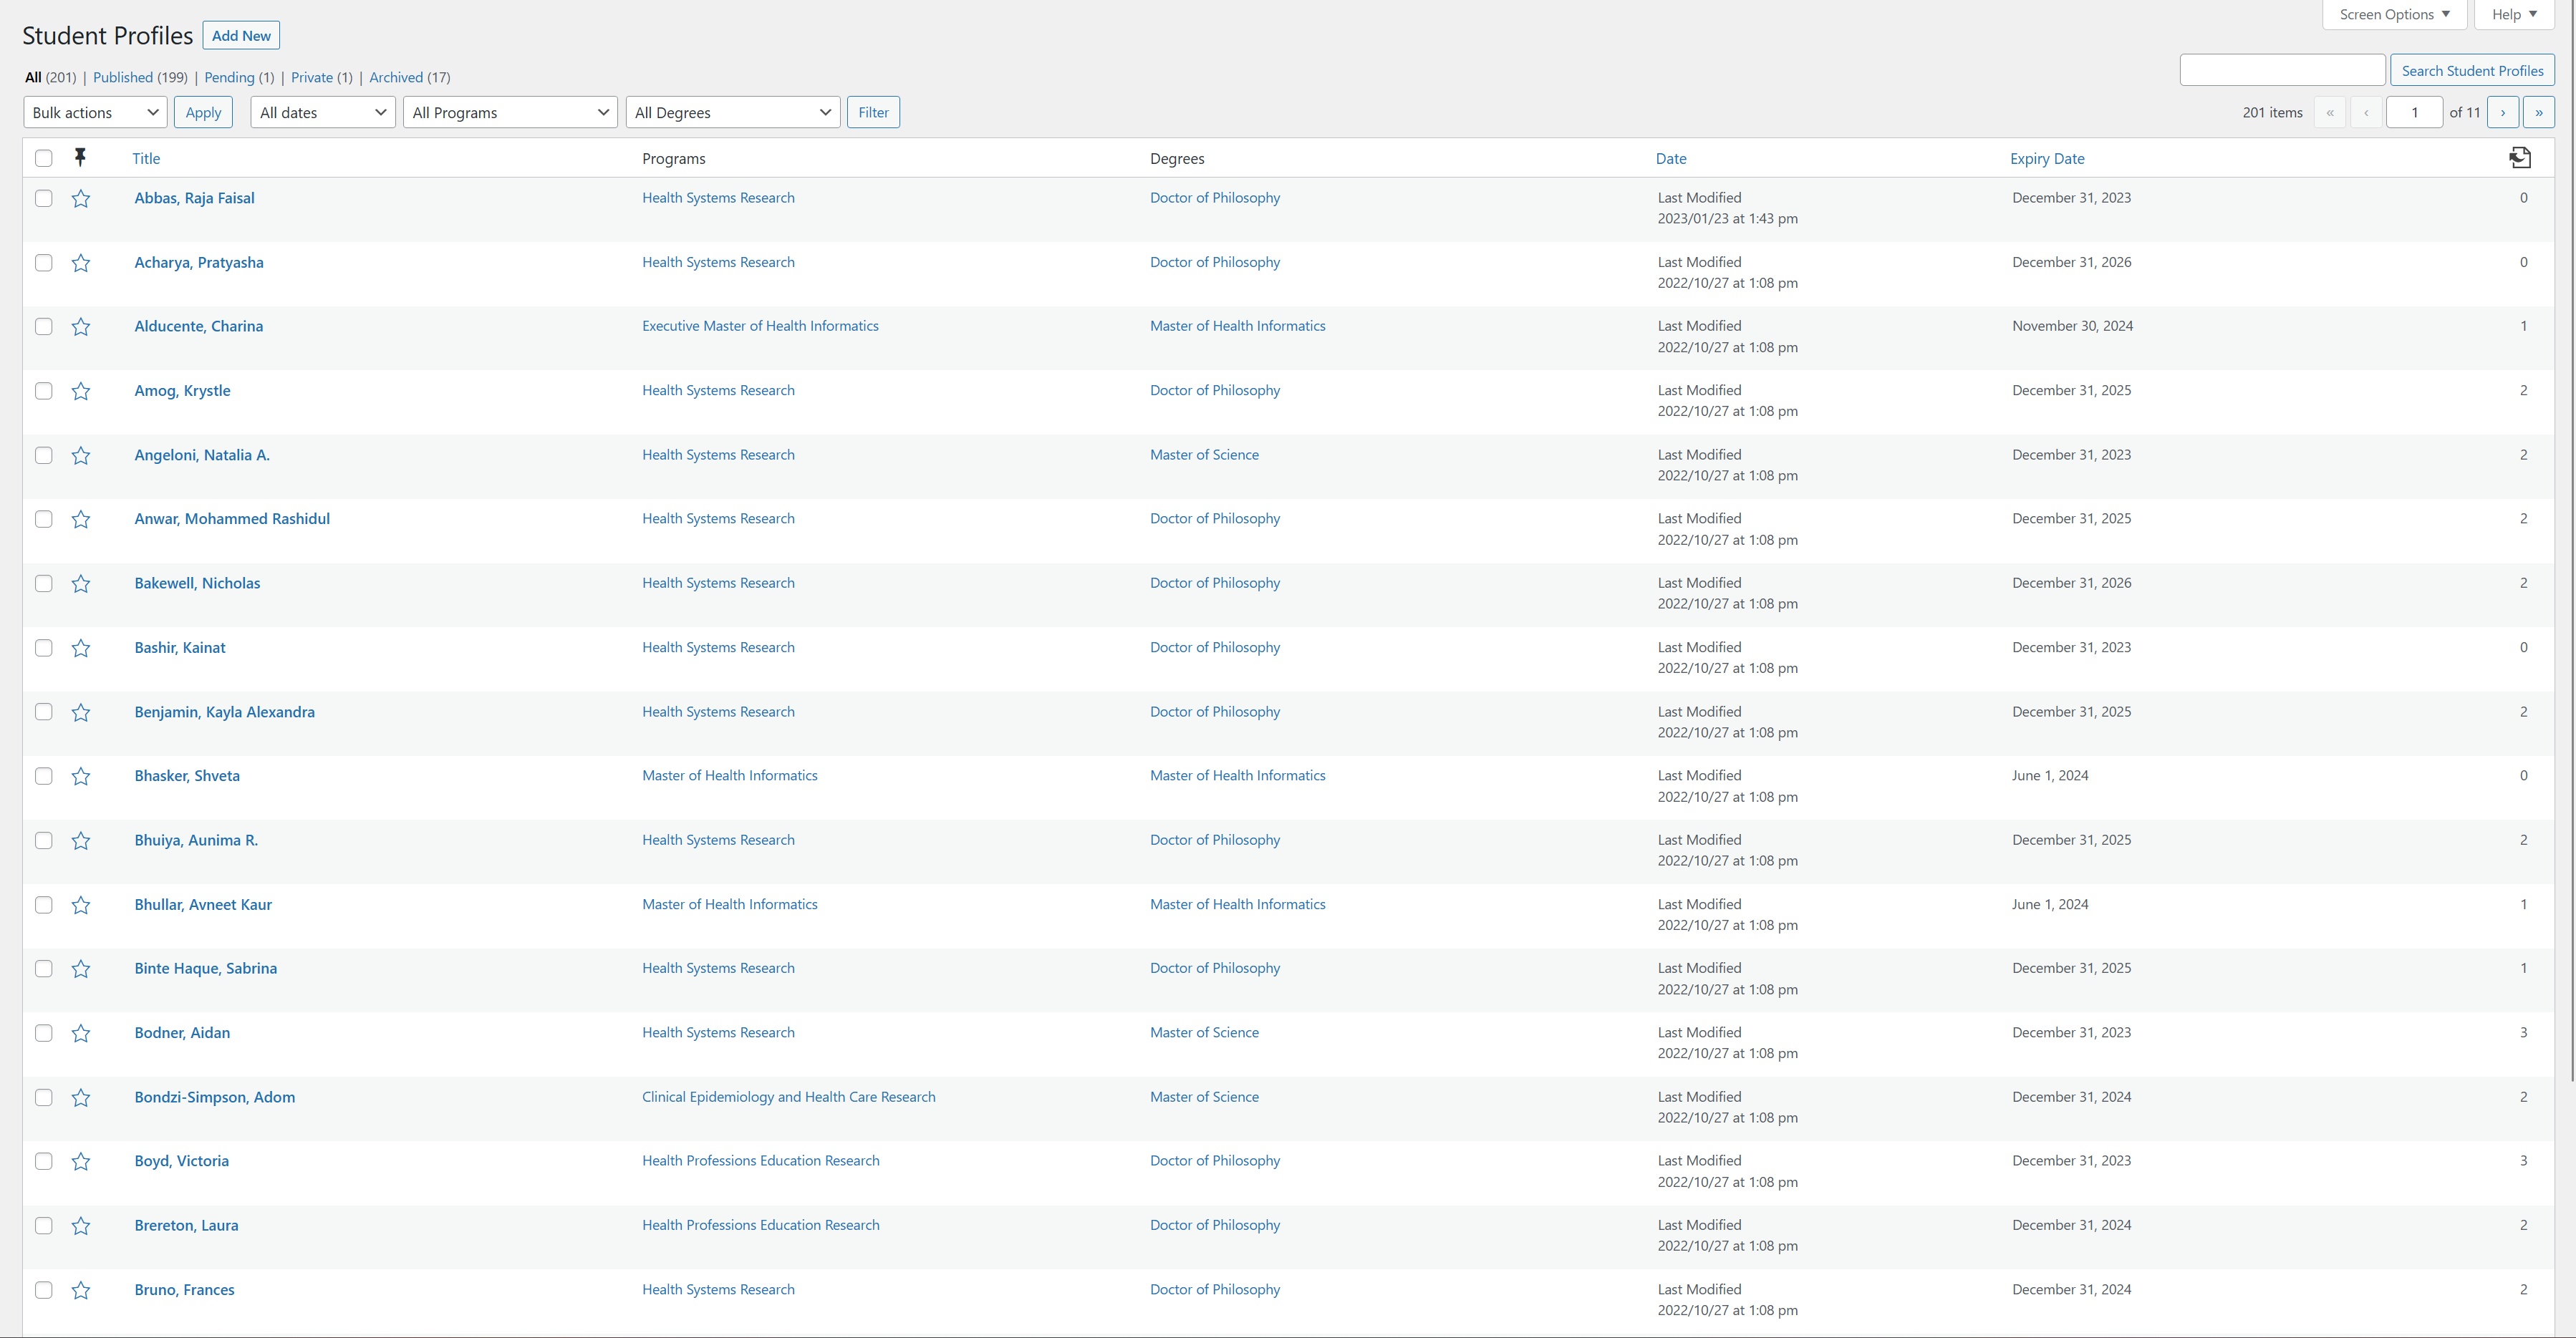 Screen Options ▼ Help ▼
Student Profiles Add New
All (201) | Published (199) | Pending (1) | Private (1) | Archived (17)
Search Student Profiles
Bulk actions Apply All dates All Programs All Degrees Filter 201 items « ‹ 1 of 11 › »
Title Programs Degrees Date Expiry Date
Abbas, Raja Faisal Health Systems Research Doctor of Philosophy Last Modified December 31, 2023 0
2023/01/23 at 1:43 pm
Acharya, Pratyasha Health Systems Research Doctor of Philosophy Last Modified December 31, 2026 0
2022/10/27 at 1:08 pm
Alducente, Charina Executive Master of Health Informatics Master of Health Informatics Last Modified November 30, 2024 1
2022/10/27 at 1:08 pm
Amog, Krystle Health Systems Research Doctor of Philosophy Last Modified December 31, 2025 2
2022/10/27 at 1:08 pm
Angeloni, Natalia A. Health Systems Research Master of Science Last Modified December 31, 2023 2
2022/10/27 at 1:08 pm
Anwar, Mohammed Rashidul Health Systems Research Doctor of Philosophy Last Modified December 31, 2025 2
2022/10/27 at 1:08 pm
Bakewell, Nicholas Health Systems Research Doctor of Philosophy Last Modified December 31, 2026 2
2022/10/27 at 1:08 pm
Bashir, Kainat Health Systems Research Doctor of Philosophy Last Modified December 31, 2023 0
2022/10/27 at 1:08 pm
Benjamin, Kayla Alexandra Health Systems Research Doctor of Philosophy Last Modified December 31, 2025 2
2022/10/27 at 1:08 pm
Bhasker, Shveta Master of Health Informatics Master of Health Informatics Last Modified June 1, 2024 0
2022/10/27 at 1:08 pm
Bhuiya, Aunima R. Health Systems Research Doctor of Philosophy Last Modified December 31, 2025 2
2022/10/27 at 1:08 pm
Bhullar, Avneet Kaur Master of Health Informatics Master of Health Informatics Last Modified June 1, 2024 1
2022/10/27 at 1:08 pm
Binte Haque, Sabrina Health Systems Research Doctor of Philosophy Last Modified December 31, 2025 1
2022/10/27 at 1:08 pm
Bodner, Aidan Health Systems Research Master of Science Last Modified December 31, 2023 3
2022/10/27 at 1:08 pm
Bondzi-Simpson, Adom Clinical Epidemiology and Health Care Research Master of Science Last Modified December 31, 2024 2
2022/10/27 at 1:08 pm
Boyd, Victoria Health Professions Education Research Doctor of Philosophy Last Modified December 31, 2023 3
2022/10/27 at 1:08 pm
Brereton, Laura Health Professions Education Research Doctor of Philosophy Last Modified December 31, 2024 2
2022/10/27 at 1:08 pm
Bruno, Frances Health Systems Research Doctor of Philosophy Last Modified December 31, 2024 2
2022/10/27 at 1:08 pm